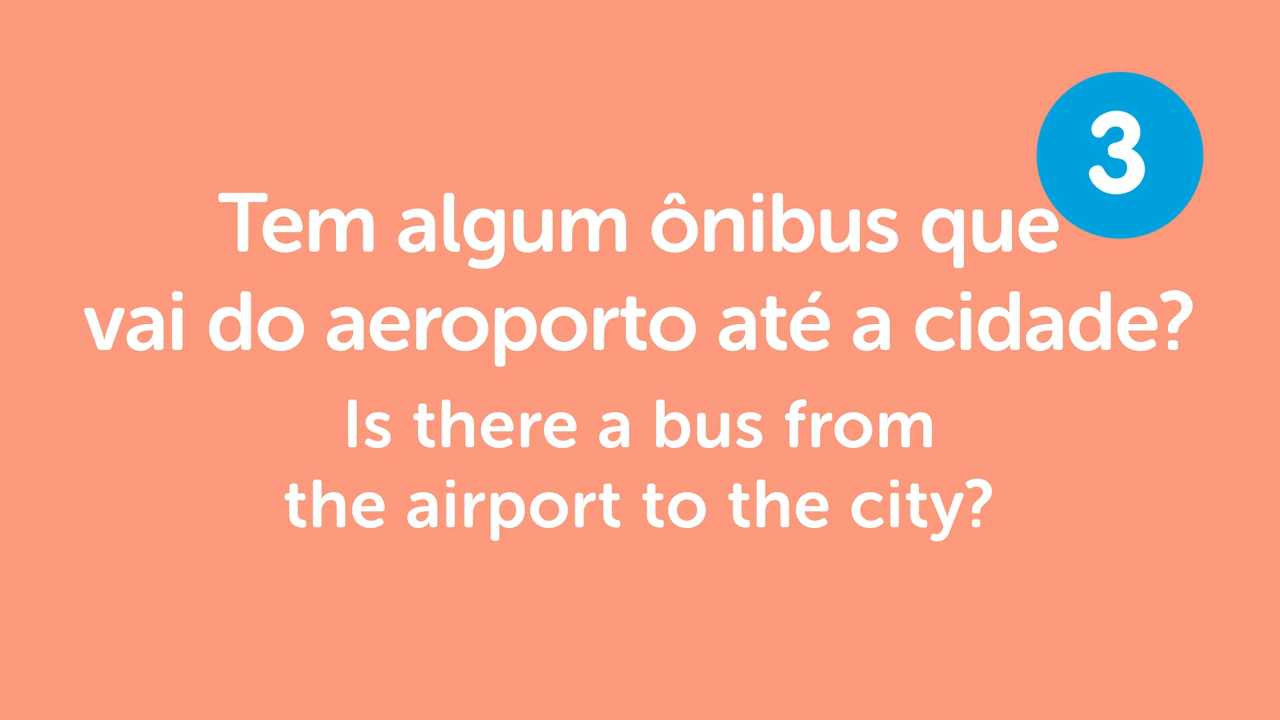 3
Tem algum ônibus que
vai do aeroporto até a cidade?
Is there a bus from
the airport to the city?